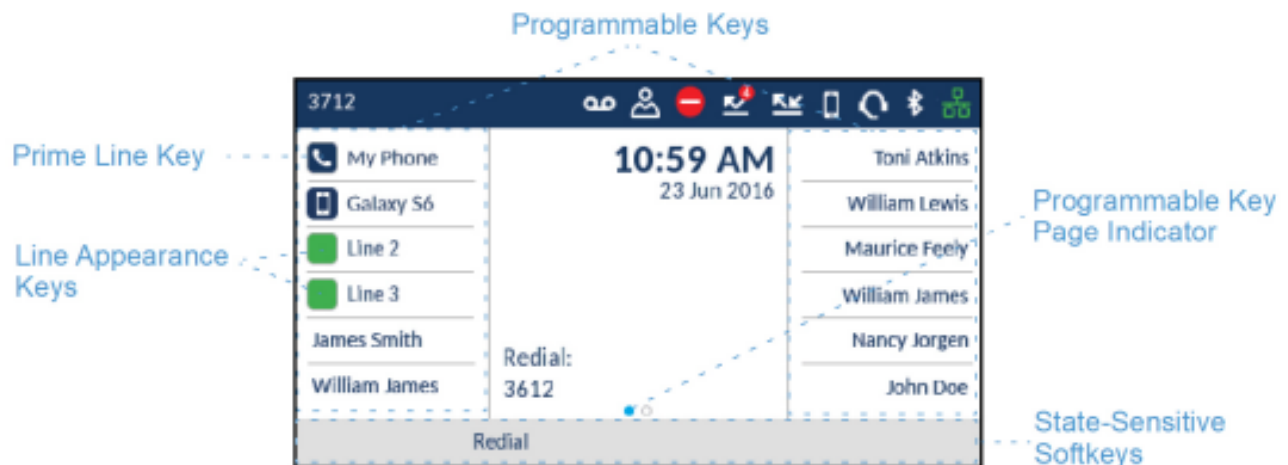 Programmable Keys
3712
4
Prime Line Key
My Phone
Galaxy S6
Line Appearance
Keys
Line 2
Line 3
James Smith
William James
10:59 AM
23 Jun 2016
Redial:
3612
Toni Atkins
William Lewis
Maurice Feely
William James
Nancy Jorgen
John Doe
Programmable Key
Page Indicator
Redial
State-Sensitive
Softkeys